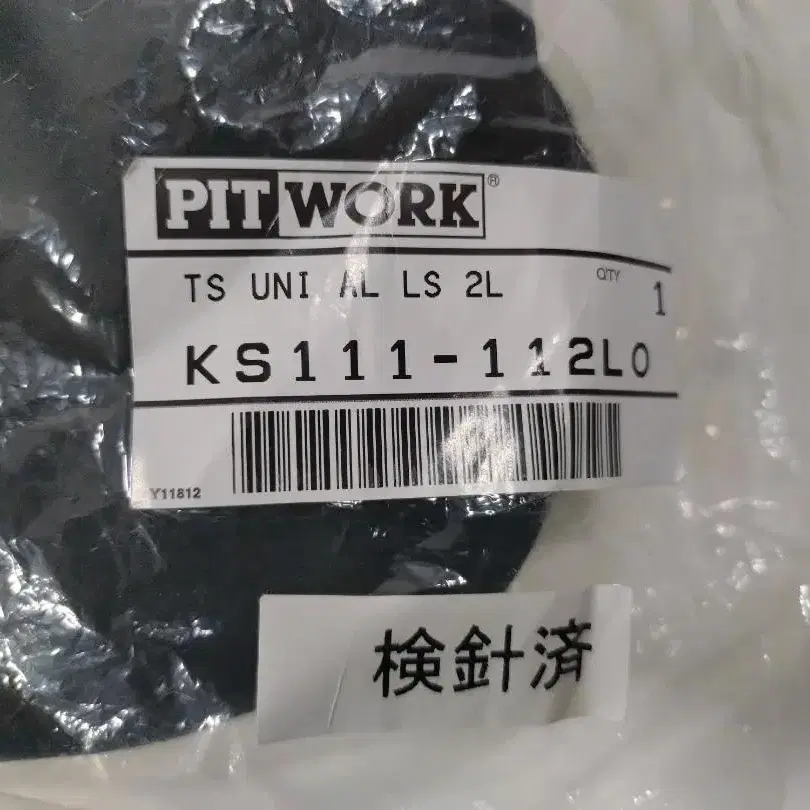 PIT WORK®
TS UNI AL LS 2L QTY 1
KS111-112L0
Y11812
検針済